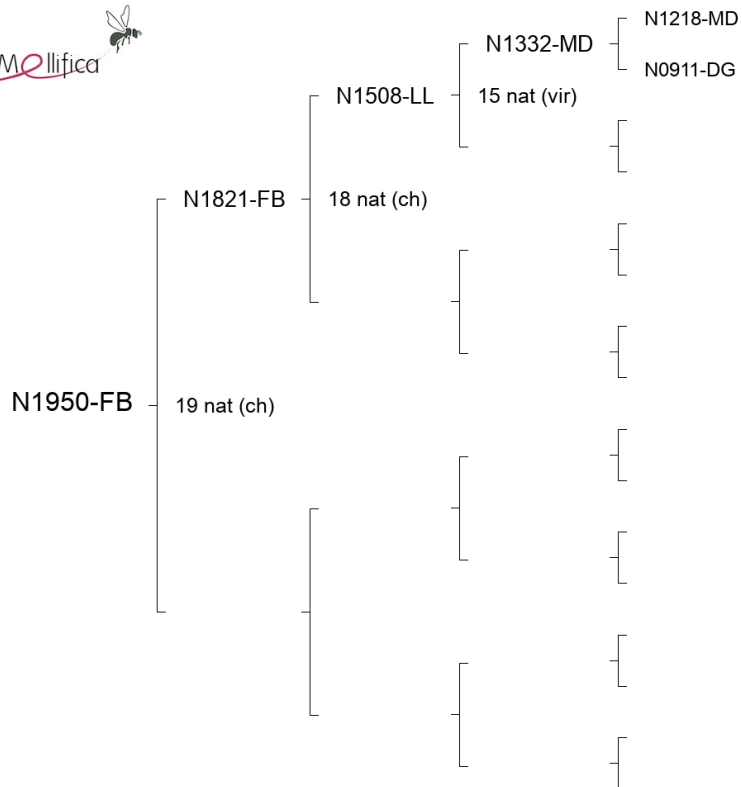 Mellifica
N1218-MD
N1332-MD
N0911-DG
N1508-LL
15 nat (vir)
N1821-FB
18 nat (ch)
N1950-FB
19 nat (ch)